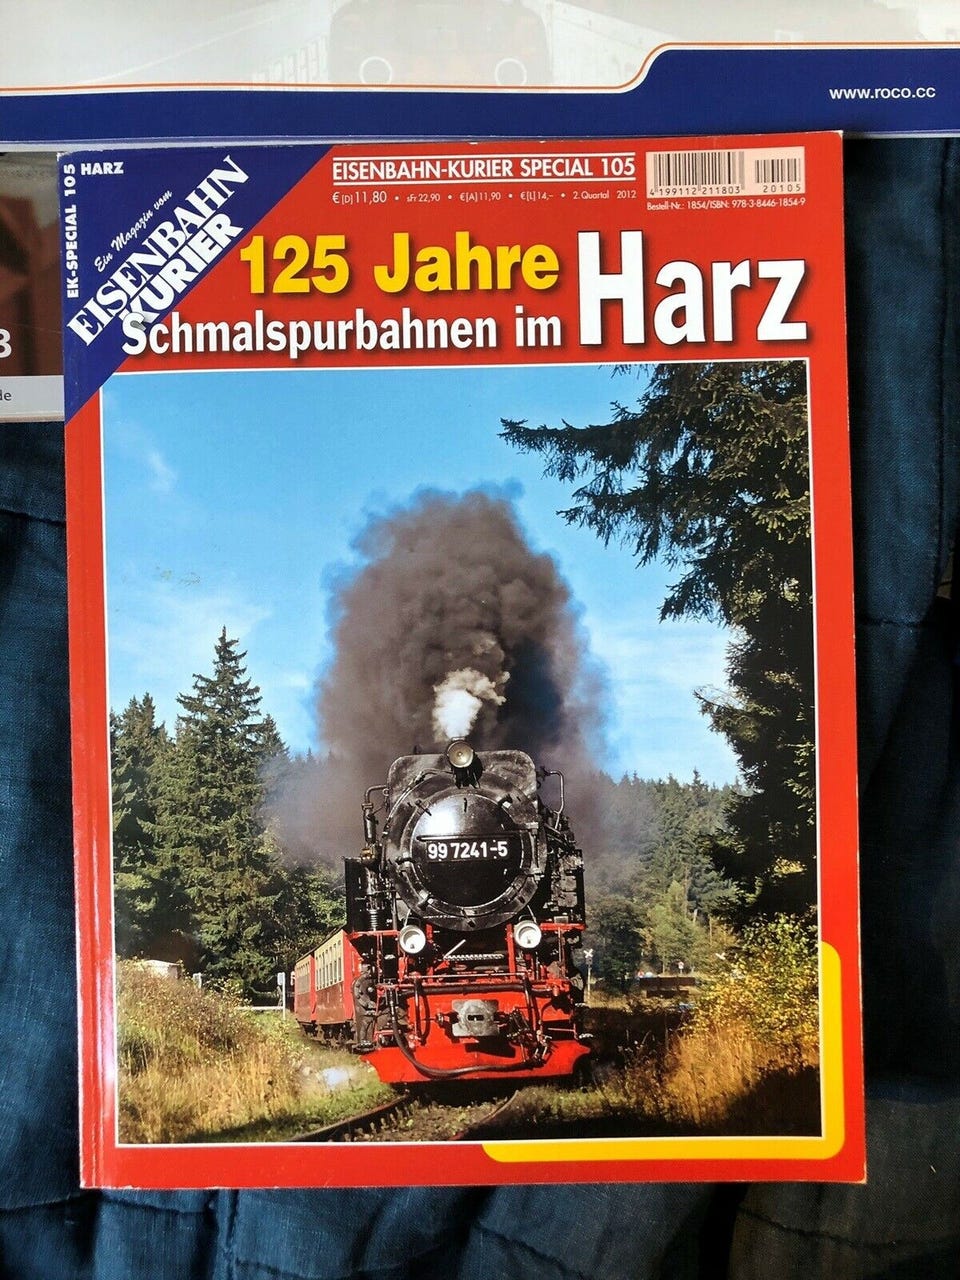 www.roco.cc
3
de
EK-SPECIAL 105 HARZ
Ein Magazin vom
EISENBAHN
KURIER
EISENBAHN-KURIER SPECIAL 105
€ [D] 11,80 • sFr 22,90 • € [A] 11,90 • € [L] 14,– • 2. Quartal 2012
4 199112 211803 20105
Bestell-Nr.: 1854/ISBN: 978-3-8446-1854-9
125 Jahre
Schmalspurbahnen im Harz
99 7241-5